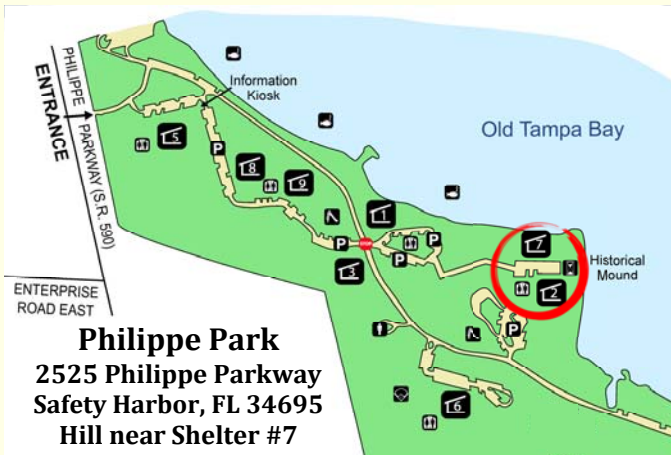 PHILIPPE
PARKWAY (S.R. 590)
ENTRANCE
Information
Kiosk
Old Tampa Bay
5
P
8
9
1
STOP
P
P
P
3
7
Historical
Mound
2
P
6
ENTERPRISE
ROAD EAST
Philippe Park
2525 Philippe Parkway
Safety Harbor, FL 34695
Hill near Shelter #7